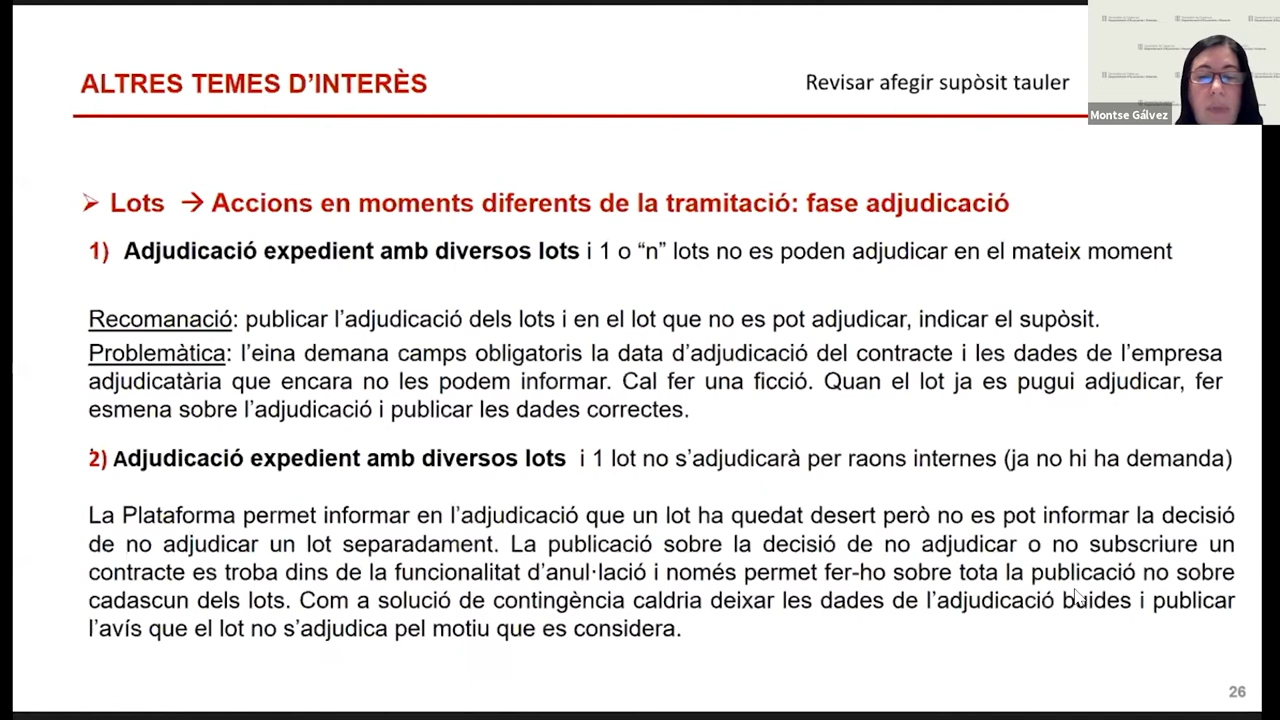 ALTRES TEMES D'INTERÈS
Revisar afegir supòsit tauler
Montse Gálvez
➢ Lots → Accions en moments diferents de la tramitació: fase adjudicació
1) Adjudicació expedient amb diversos lots i 1 o “n” lots no es poden adjudicar en el mateix moment
Recomanació: publicar l’adjudicació dels lots i en el lot que no es pot adjudicar, indicar el supòsit.
Problemàtica: l’eina demana camps obligatoris la data d’adjudicació del contracte i les dades de l’empresa
adjudicatària que encara no les podem informar. Cal fer una ficció. Quan el lot ja es pugui adjudicar, fer
esmena sobre l’adjudicació i publicar les dades correctes.
2) Adjudicació expedient amb diversos lots i 1 lot no s’adjudicarà per raons internes (ja no hi ha demanda)
La Plataforma permet informar en l’adjudicació que un lot ha quedat desert però no es pot informar la decisió
de no adjudicar un lot separadament. La publicació sobre la decisió de no adjudicar o no subscriure un
contracte es troba dins de la funcionalitat d’anul·lació i només permet fer-ho sobre tota la publicació no sobre
cadascun dels lots. Com a solució de contingència caldria deixar les dades de l’adjudicació buides i publicar
l’avís que el lot no s’adjudica pel motiu que es considera.
26